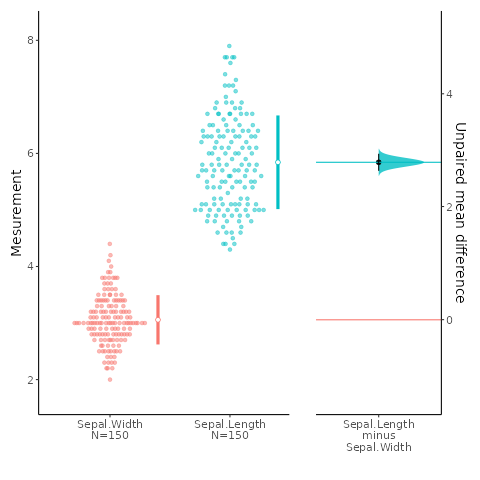 Mesurement
8
6
4
2
Sepal.Width
N=150
Sepal.Length
N=150
Unpaired mean difference
4
2
0
Sepal.Length
minus
Sepal.Width